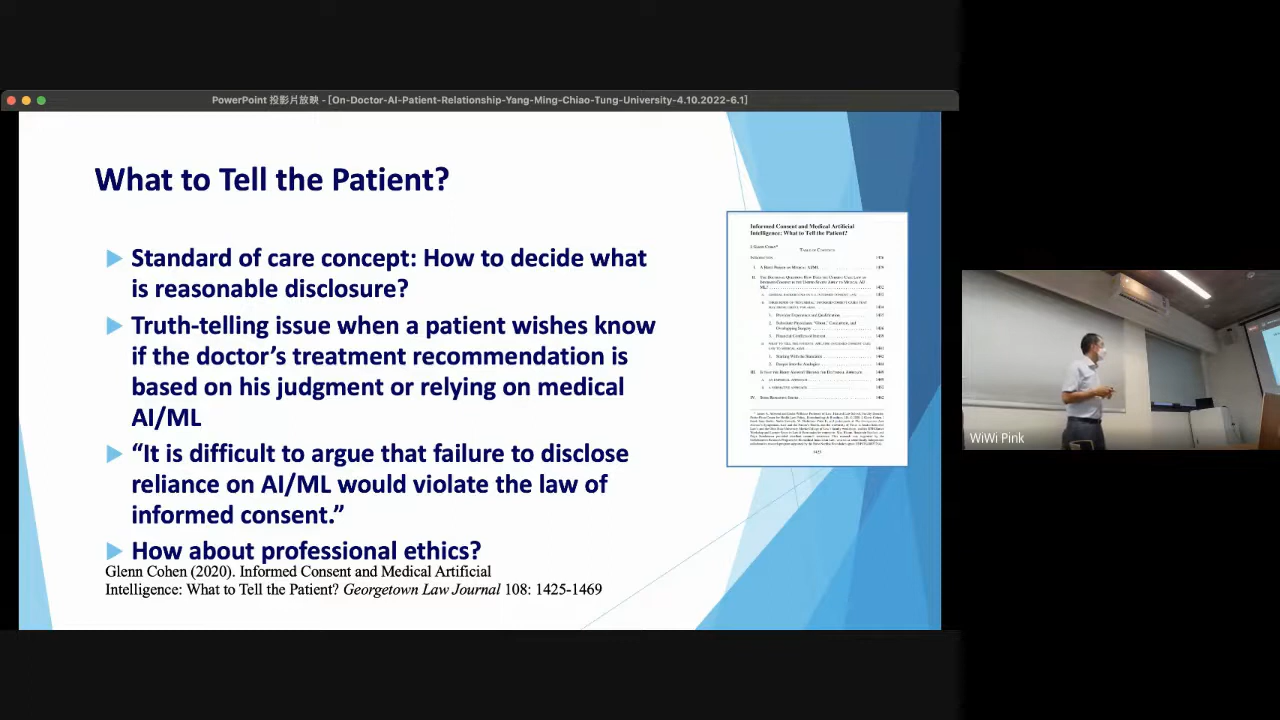 PowerPoint 投影片放映 - [On-Doctor-AI-Patient-Relationship-Yang-Ming-Chiao-Tung-University-4.10.2022-6.1]
What to Tell the Patient?
Standard of care concept: How to decide what
is reasonable disclosure?
Truth-telling issue when a patient wishes know
if the doctor's treatment recommendation is
based on his judgment or relying on medical
AI/ML
“It is difficult to argue that failure to disclose
reliance on AI/ML would violate the law of
informed consent.”
How about professional ethics?
Glenn Cohen (2020). Informed Consent and Medical Artificial
Intelligence: What to Tell the Patient? Georgetown Law Journal 108: 1425-1469
Informed Consent and Medical Artificial
Intelligence: What to Tell the Patient?
TABLE OF CONTENTS
WiWi Pink